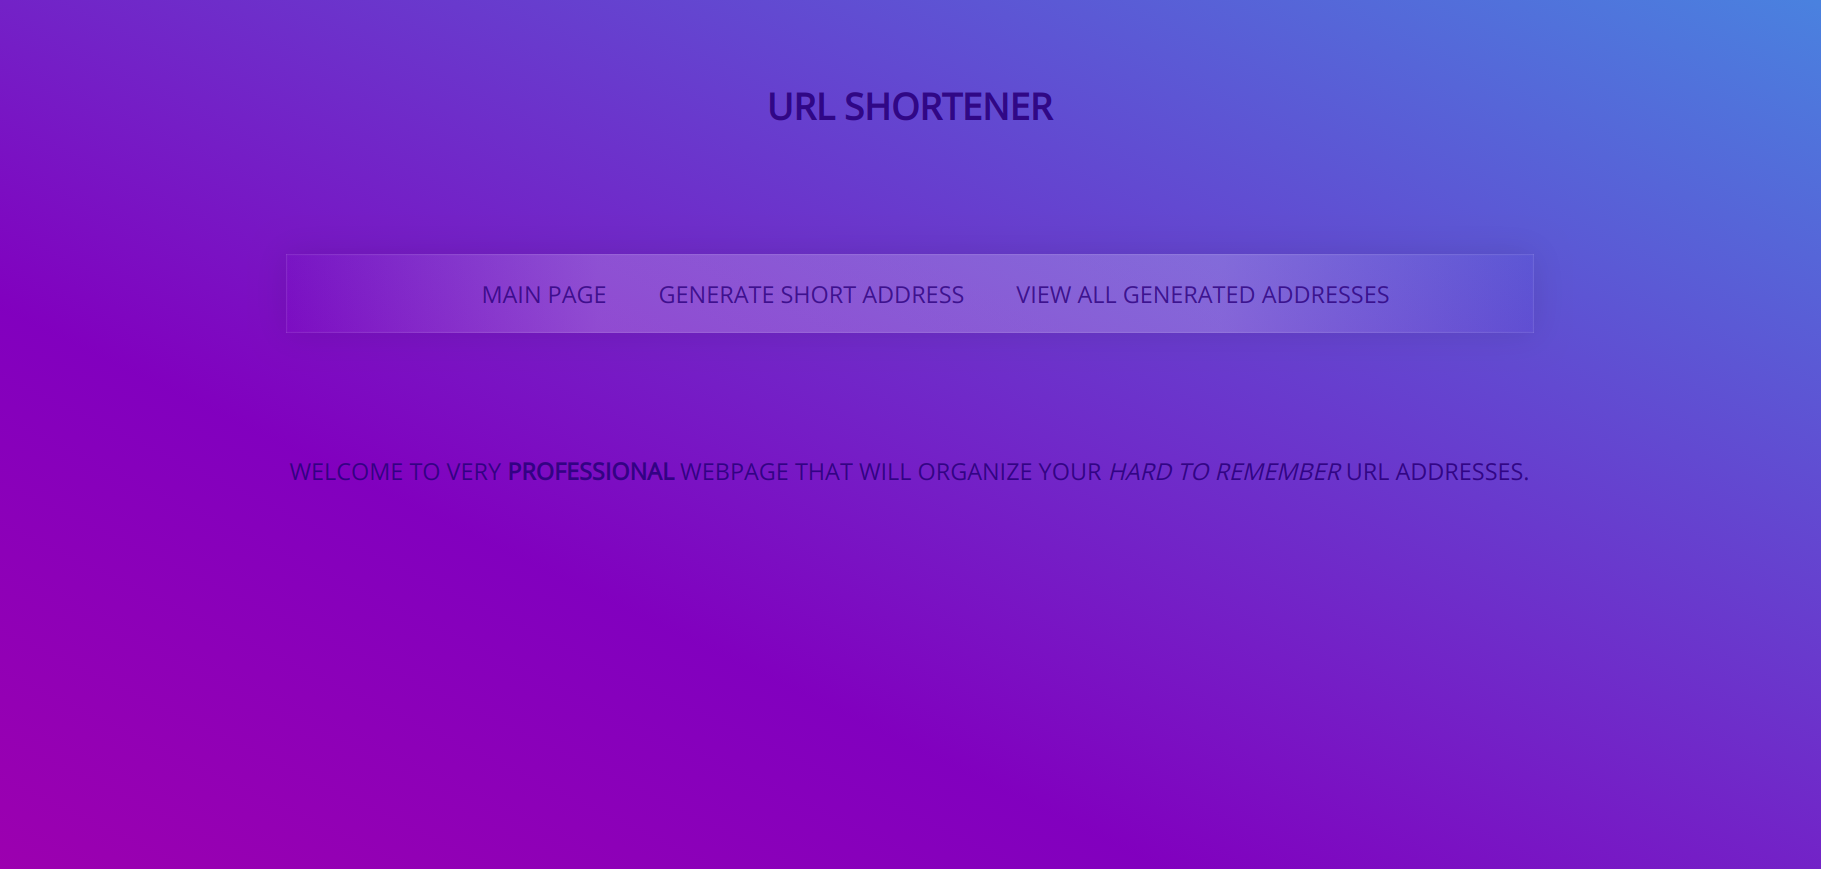 URL SHORTENER
MAIN PAGE GENERATE SHORT ADDRESS VIEW ALL GENERATED ADDRESSES
WELCOME TO VERY PROFESSIONAL WEBPAGE THAT WILL ORGANIZE YOUR HARD TO REMEMBER URL ADDRESSES.